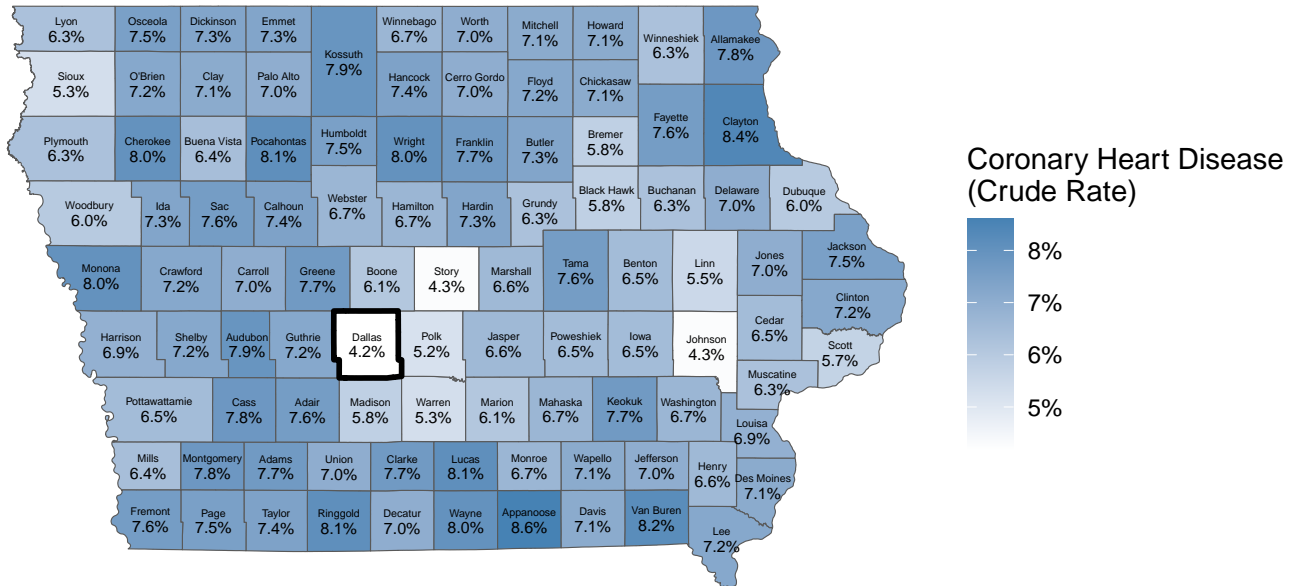 Lyon
6.3%
Osceola
7.5%
Dickinson
7.3%
Emmet
7.3%
Kossuth
7.9%
Winnebago
6.7%
Worth
7.0%
Mitchell
7.1%
Howard
7.1%
Winneshiek
6.3%
Allamakee
7.8%
Sioux
5.3%
O'Brien
7.2%
Clay
7.1%
Palo Alto
7.0%
Hancock
7.4%
Cerro Gordo
7.0%
Floyd
7.2%
Chickasaw
7.1%
Fayette
7.6%
Clayton
8.4%
Plymouth
6.3%
Cherokee
8.0%
Buena Vista
6.4%
Pocahontas
8.1%
Humboldt
7.5%
Wright
8.0%
Franklin
7.7%
Butler
7.3%
Bremer
5.8%
Woodbury
6.0%
Ida
7.3%
Sac
7.6%
Calhoun
7.4%
Webster
6.7%
Hamilton
6.7%
Hardin
7.3%
Grundy
6.3%
Black Hawk
5.8%
Buchanan
6.3%
Delaware
7.0%
Dubuque
6.0%
Monona
8.0%
Crawford
7.2%
Carroll
7.0%
Greene
7.7%
Boone
6.1%
Story
4.3%
Marshall
6.6%
Tama
7.6%
Benton
6.5%
Linn
5.5%
Jones
7.0%
Jackson
7.5%
Clinton
7.2%
Harrison
6.9%
Shelby
7.2%
Audubon
7.9%
Guthrie
7.2%
Dallas
4.2%
Polk
5.2%
Jasper
6.6%
Poweshiek
6.5%
Iowa
6.5%
Johnson
4.3%
Cedar
6.5%
Scott
5.7%
Muscatine
6.3%
Pottawattamie
6.5%
Cass
7.8%
Adair
7.6%
Madison
5.8%
Warren
5.3%
Marion
6.1%
Mahaska
6.7%
Keokuk
7.7%
Washington
6.7%
Louisa
6.9%
Mills
6.4%
Montgomery
7.8%
Adams
7.7%
Union
7.0%
Clarke
7.7%
Lucas
8.1%
Monroe
6.7%
Wapello
7.1%
Jefferson
7.0%
Henry
6.6%
Des Moines
7.1%
Fremont
7.6%
Page
7.5%
Taylor
7.4%
Ringgold
8.1%
Decatur
7.0%
Wayne
8.0%
Appanoose
8.6%
Davis
7.1%
Van Buren
8.2%
Lee
7.2%
Coronary Heart Disease
(Crude Rate)
8%
7%
6%
5%